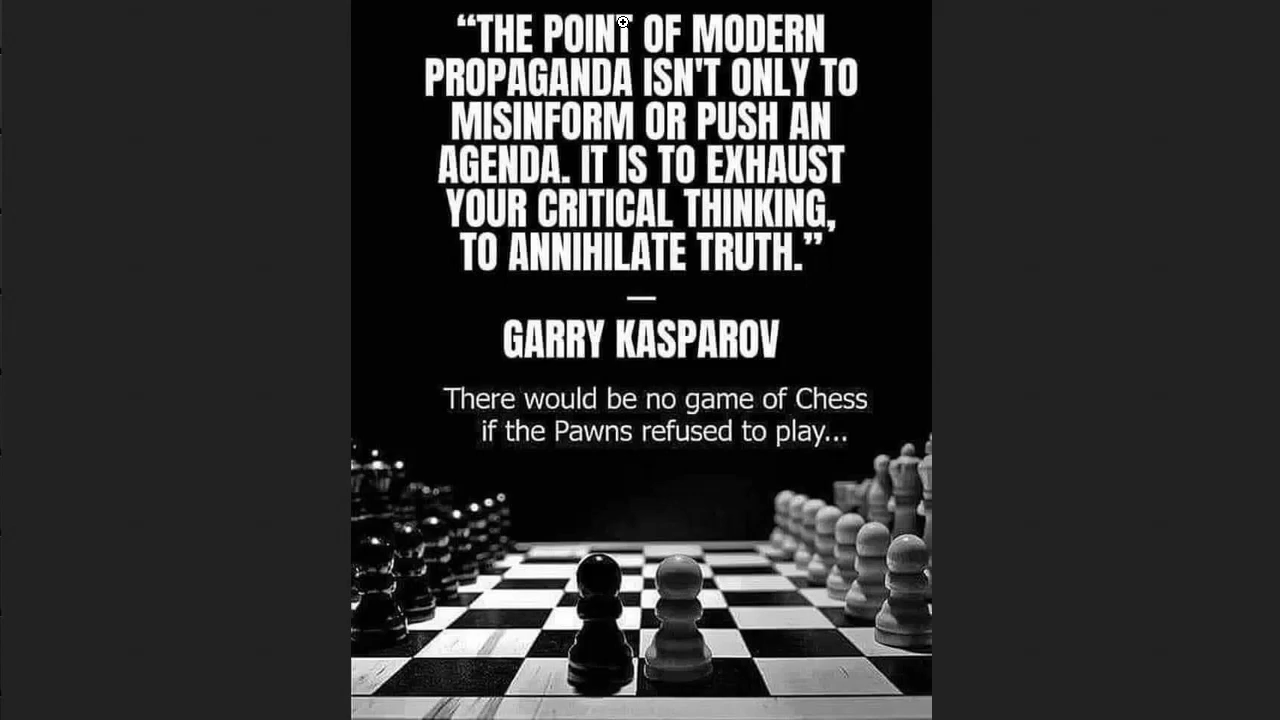 “THE POINT OF MODERN
PROPAGANDA ISN'T ONLY TO
MISINFORM OR PUSH AN
AGENDA. IT IS TO EXHAUST
YOUR CRITICAL THINKING,
TO ANNIHILATE TRUTH.”
—
GARRY KASPAROV
There would be no game of Chess
if the Pawns refused to play...